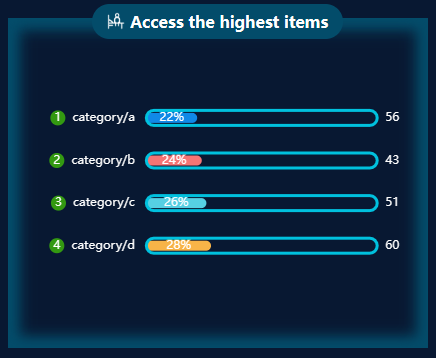 Access the highest items
1 category/a 22% 56
2 category/b 24% 43
3 category/c 26% 51
4 category/d 28% 60